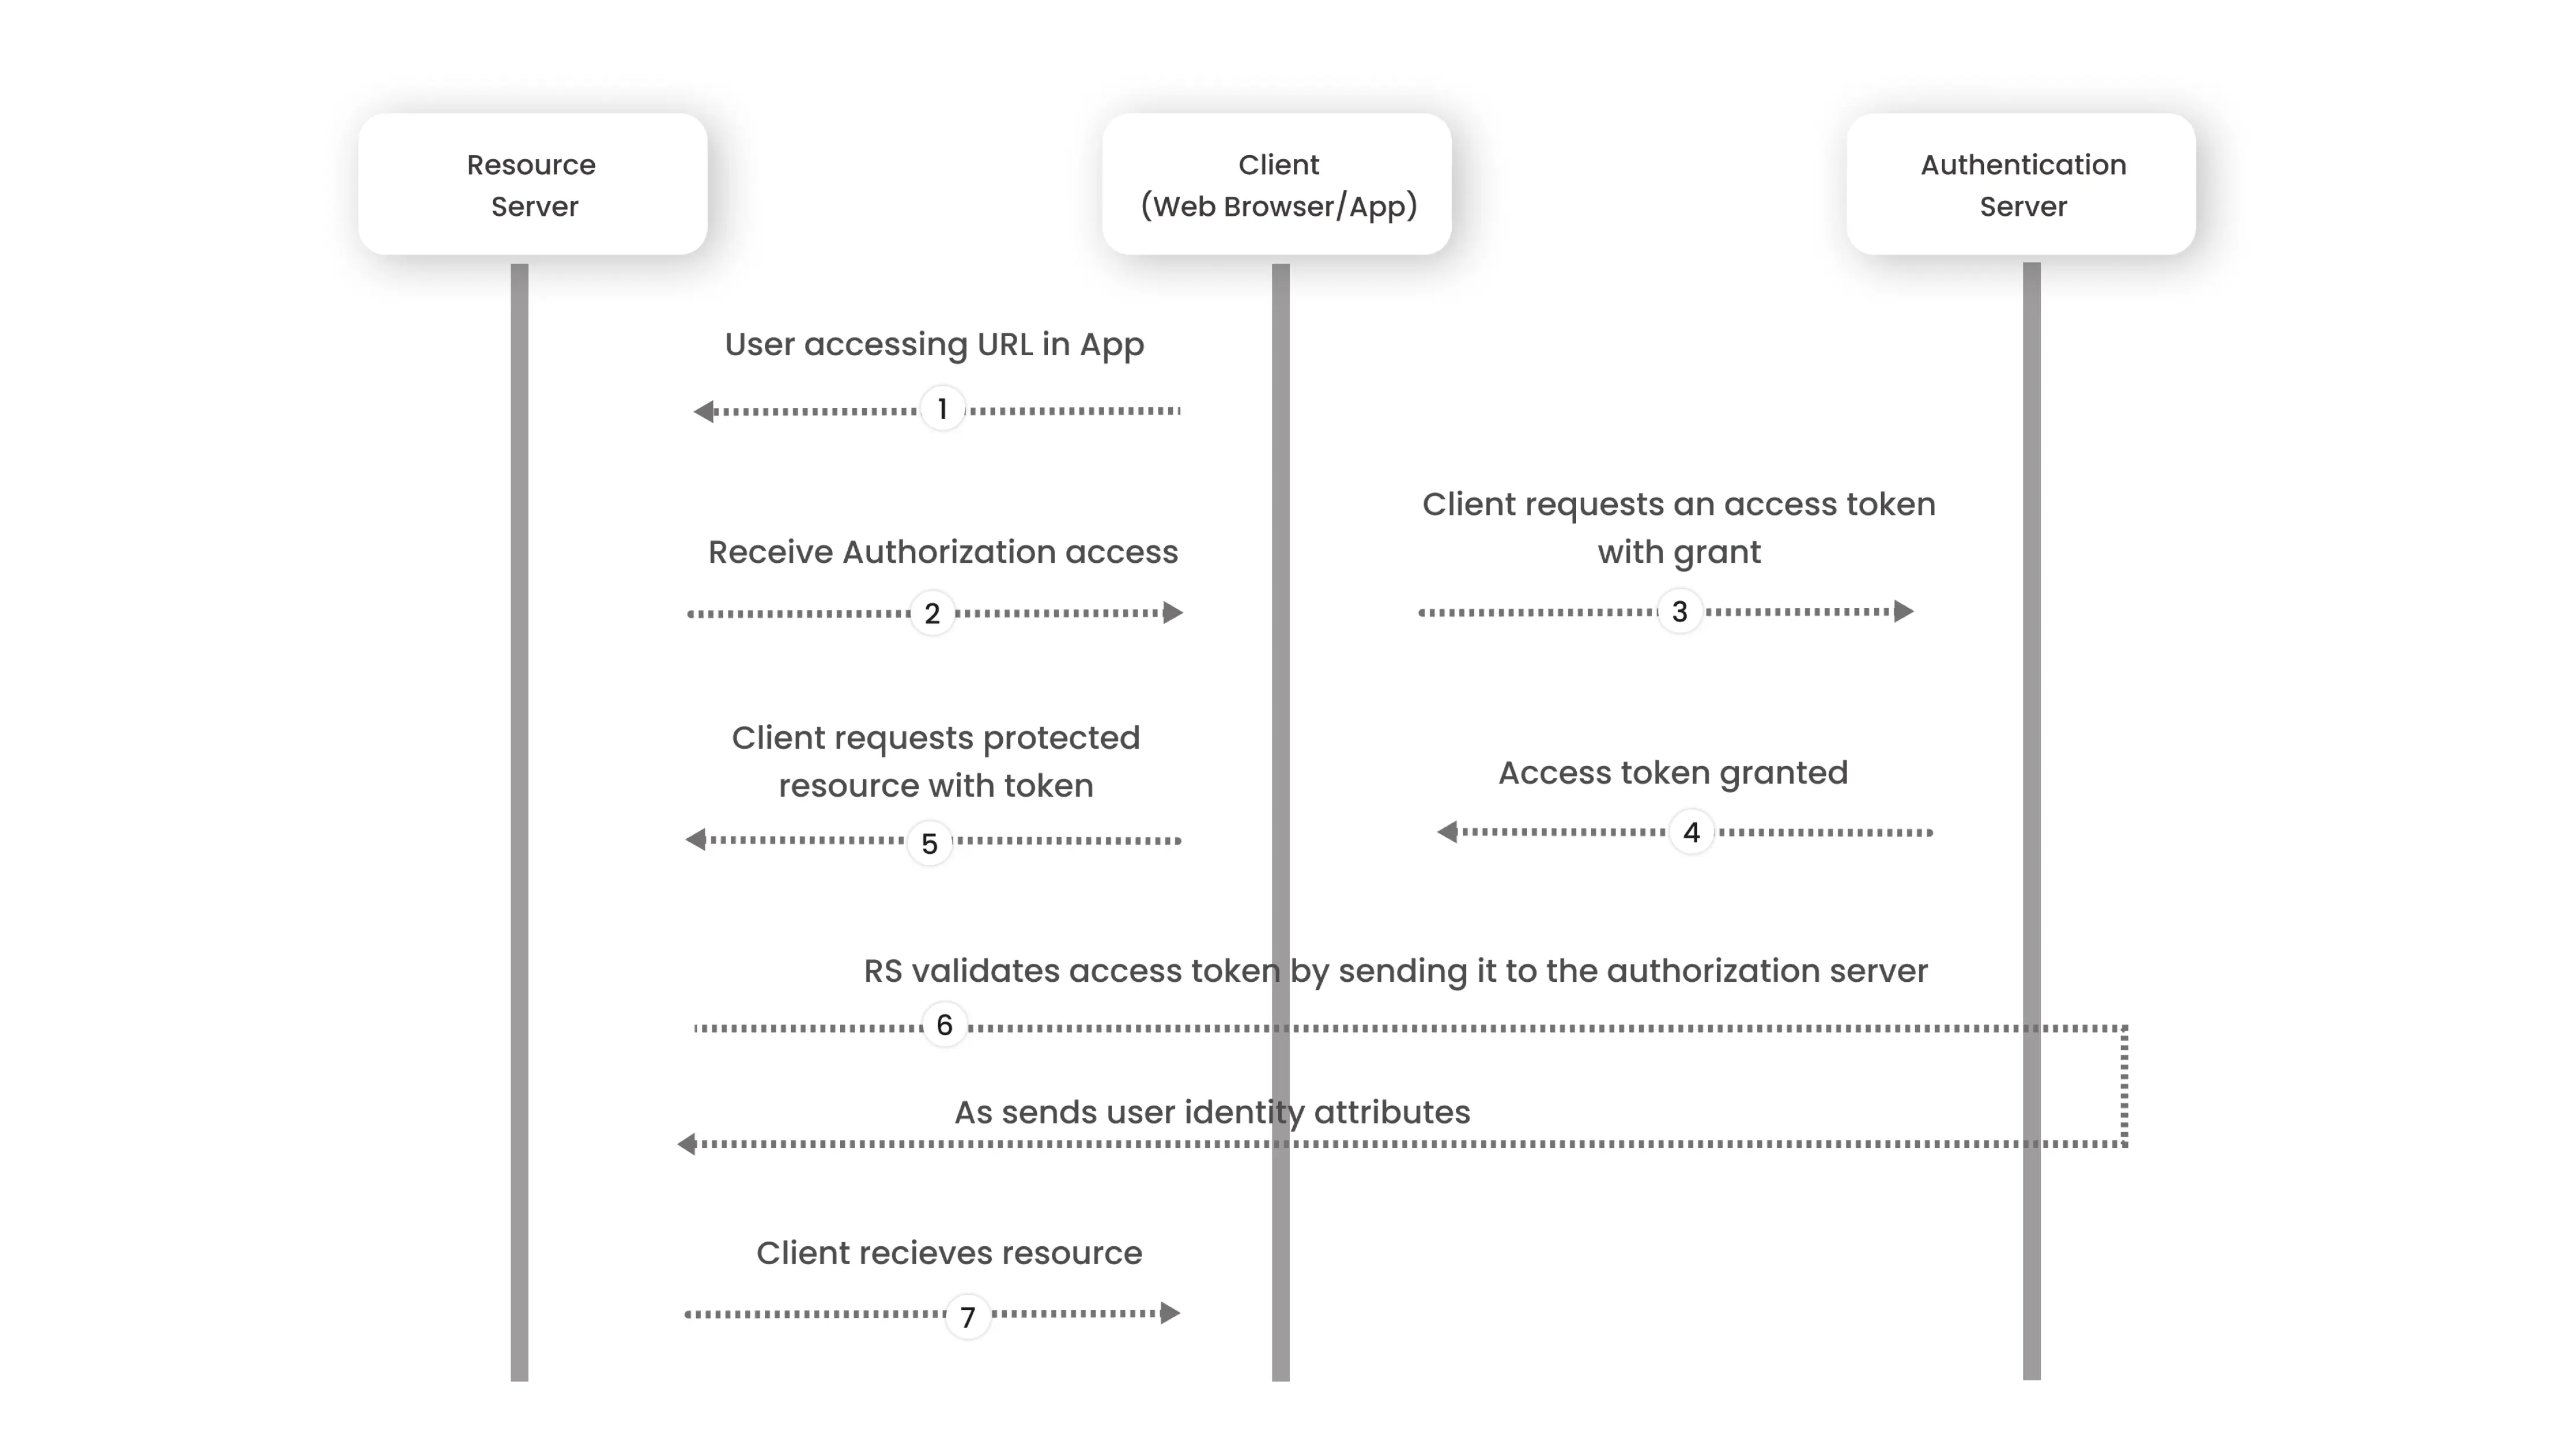 Resource
Server
Client
(Web Browser/App)
Authentication
Server
User accessing URL in App
1
Receive Authorization access
2
Client requests an access token
with grant
3
Access token granted
4
Client requests protected
resource with token
5
RS validates access token by sending it to the authorization server
6
As sends user identity attributes
Client recieves resource
7